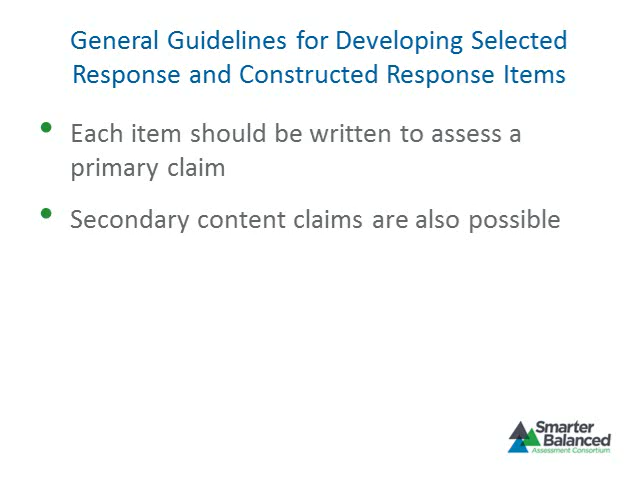 General Guidelines for Developing Selected
Response and Constructed Response Items
• Each item should be written to assess a
primary claim
• Secondary content claims are also possible
Smarter
Balanced
Assessment Consortium